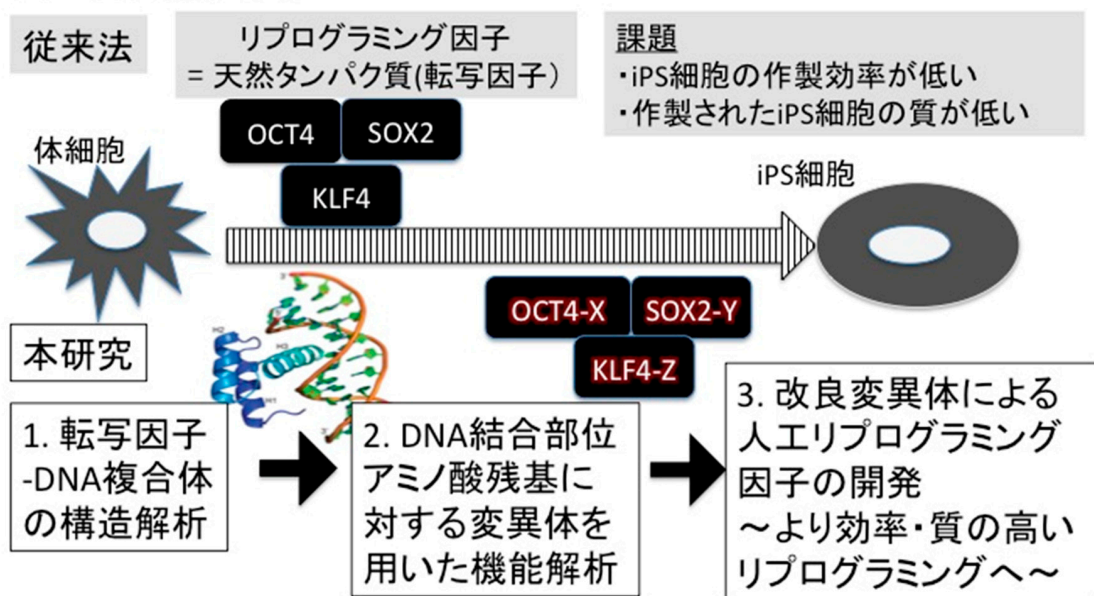 従来法
リプログラミング因子
= 天然タンパク質(転写因子)
課題
・iPS細胞の作製効率が低い
・作製されたiPS細胞の質が低い
OCT4
SOX2
KLF4
体細胞
iPS細胞
OCT4-X
SOX2-Y
KLF4-Z
本研究
3'
5'
H2
H3
H1
3'
1. 転写因子
-DNA複合体
の構造解析
2. DNA結合部位
アミノ酸残基に
対する変異体を
用いた機能解析
3. 改良変異体による
人工リプログラミング
因子の開発
～より効率・質の高い
リプログラミングへ～